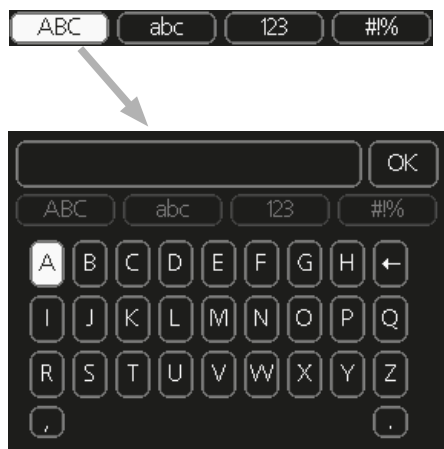 ABC abc 123 #!%
OK
ABC abc 123 #!%
A B C D E F G H ←
I J K L M N O P Q
R S T U V W X Y Z
, .